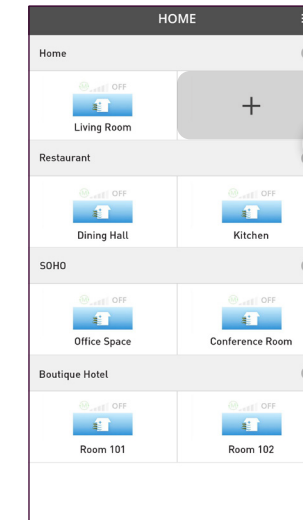 HOME
Home
OFF
Living Room
+
Restaurant
OFF
OFF
Dining Hall
Kitchen
SOHO
OFF
OFF
Office Space
Conference Room
Boutique Hotel
OFF
OFF
Room 101
Room 102